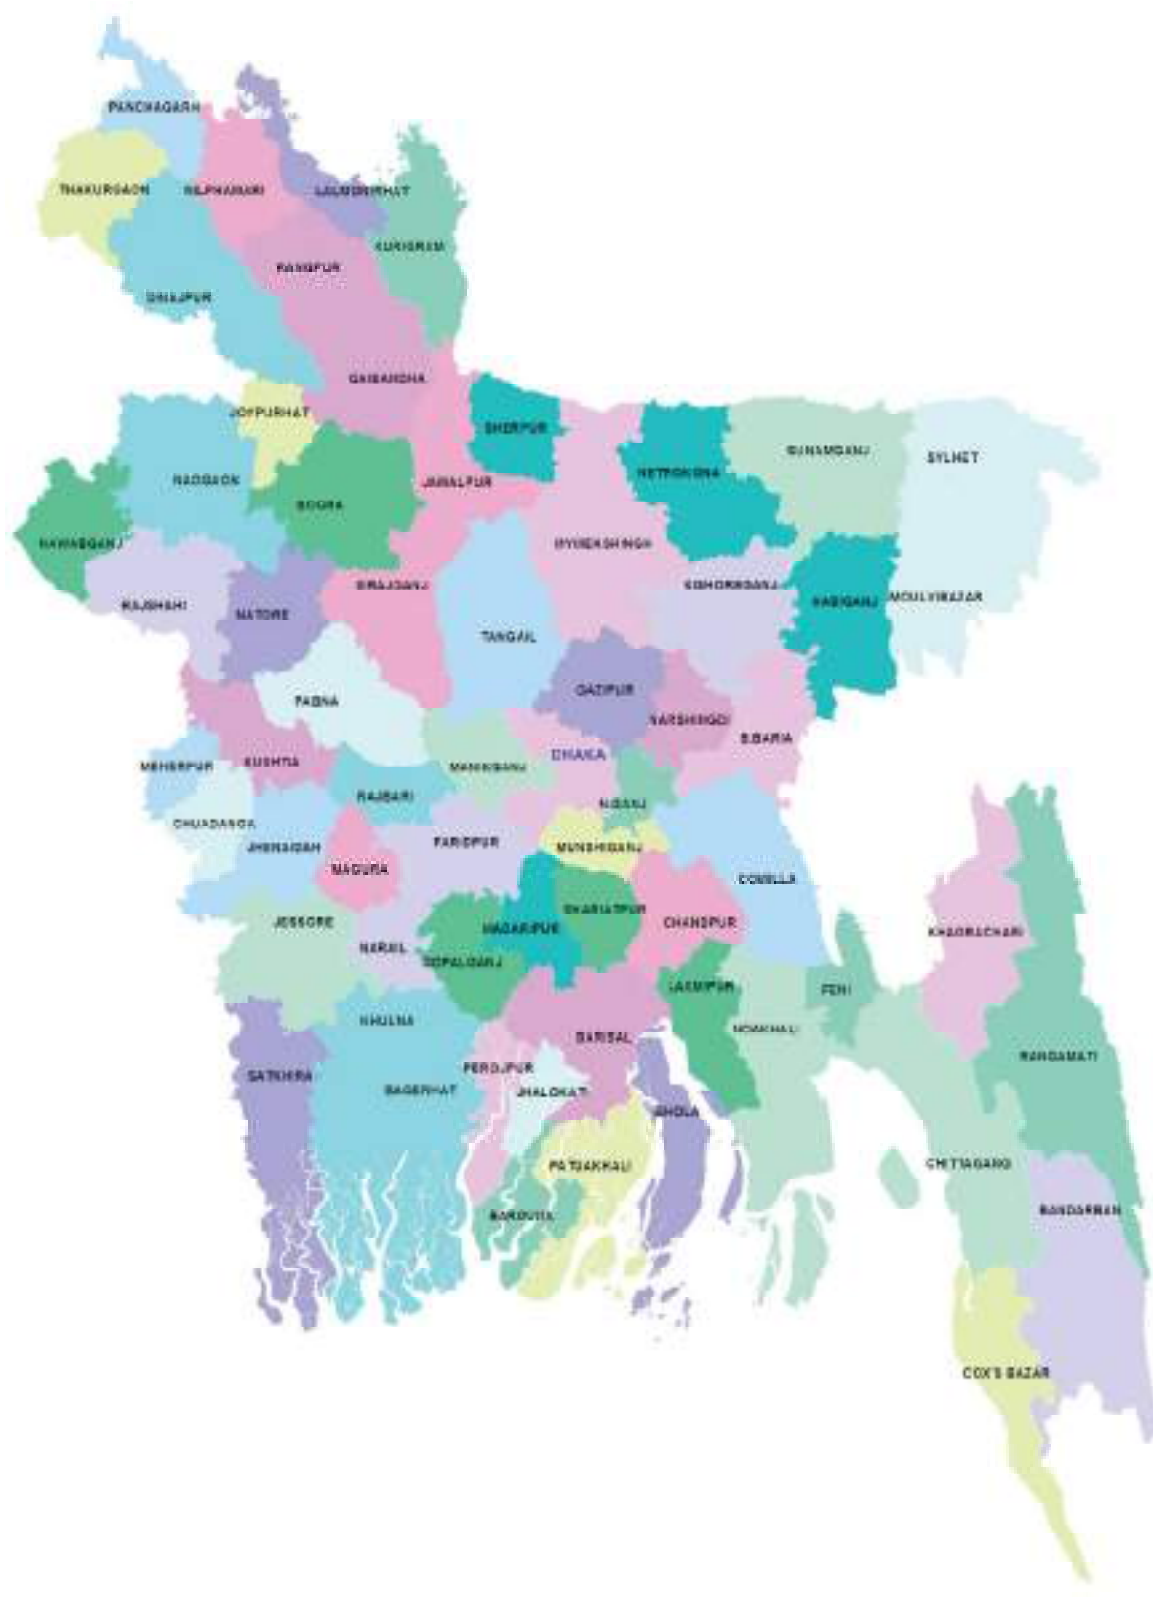 PANCHAGARH
THAKURGAON
NILPHAMARI
LALMONIRHAT
KURIGRAM
RANGPUR
DINAJPUR
GAIBANDHA
JOYPURHAT
SHERPUR
NETROKONA
SUNAMGANJ
SYLHET
NAOGAON
BOGRA
JAMALPUR
NAWABGANJ
MYMENSHINGH
RAJSHAHI
NATORE
SIRAJGANJ
KISHOREGANJ
HABIGANJ
MOULVIBAZAR
TANGAIL
PABNA
GAZIPUR
NARSHINGDI
B.BARIA
MEHERPUR
KUSHTIA
MANIKGANJ
DHAKA
RAJBARI
N.GANJ
CHUADANGA
JHENAIDAH
MAGURA
FARIDPUR
MUNSHIGANJ
COMILLA
JESSORE
NARAIL
MADARIPUR
SHARIATPUR
CHANDPUR
KHAGRACHARI
GOPALGANJ
LAXMIPUR
FENI
KHULNA
BARISAL
NOAKHALI
RANGAMATI
SATKHIRA
BAGERHAT
PEROJPUR
JHALOKATI
BHOLA
PATUAKHALI
CHITTAGANG
BARGUNA
BANDARBAN
COX'S BAZAR